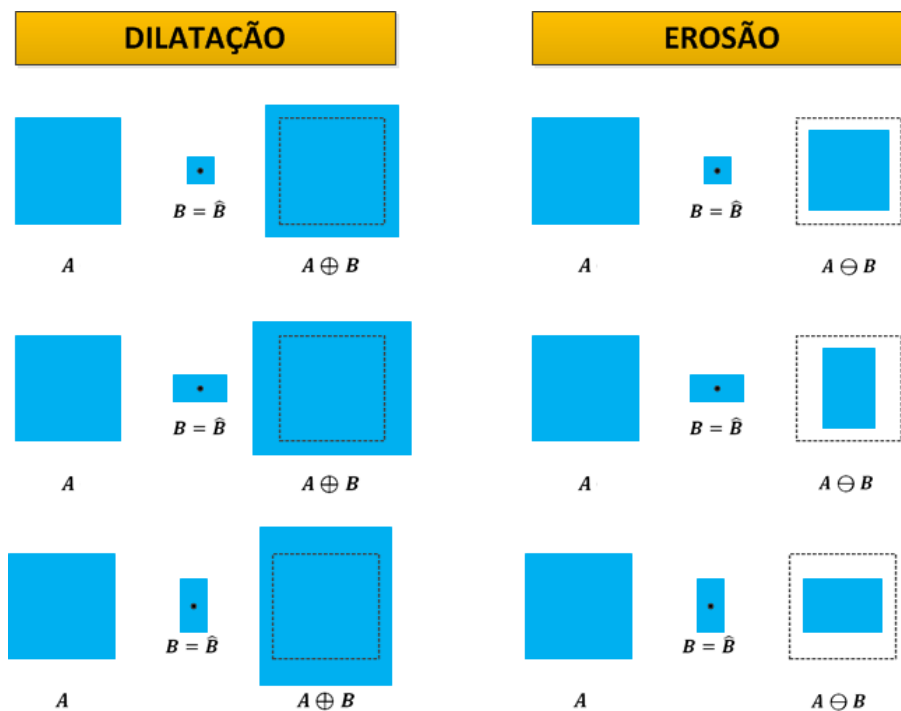 DILATAÇÃO
EROSÃO
B = B̂
A
A ⊕ B
B = B̂
A
A ⊖ B
B = B̂
A
A ⊕ B
B = B̂
A
A ⊖ B
B = B̂
A
A ⊕ B
B = B̂
A
A ⊖ B